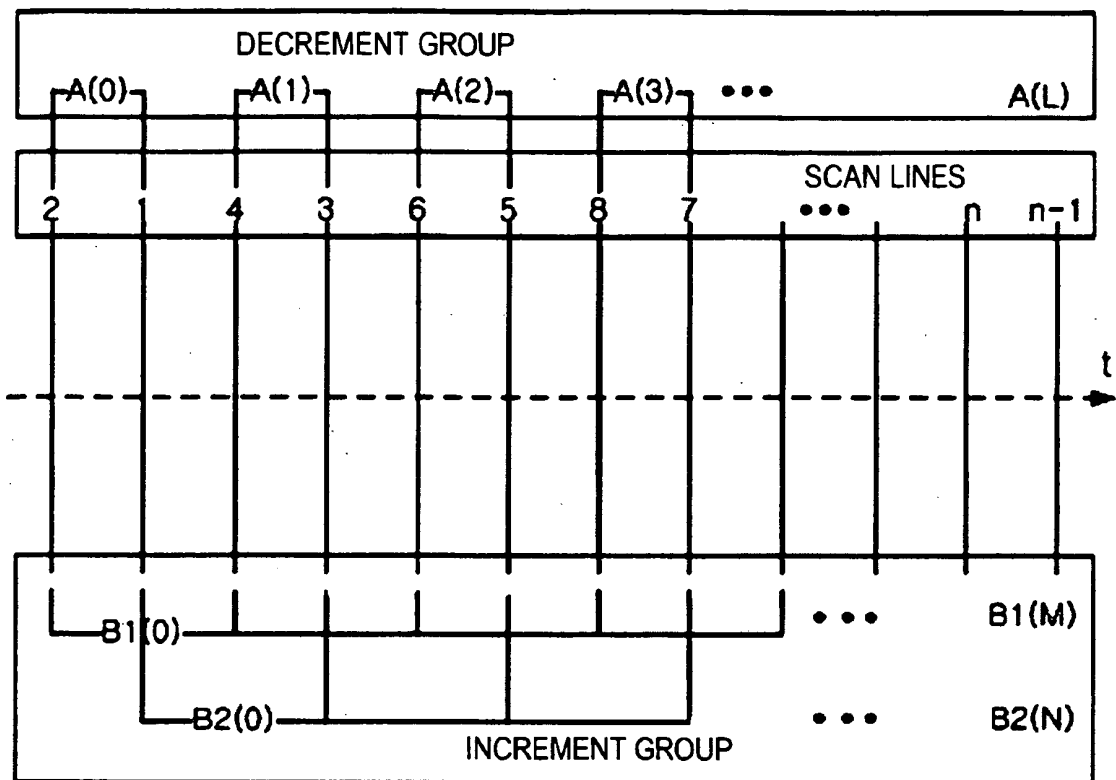 DECREMENT GROUP
A(0) A(1) A(2) A(3) ••• A(L)
SCAN LINES
2 1 4 3 6 5 8 7 ••• n n-1
t
B1(0) ••• B1(M)
B2(0) ••• B2(N)
INCREMENT GROUP